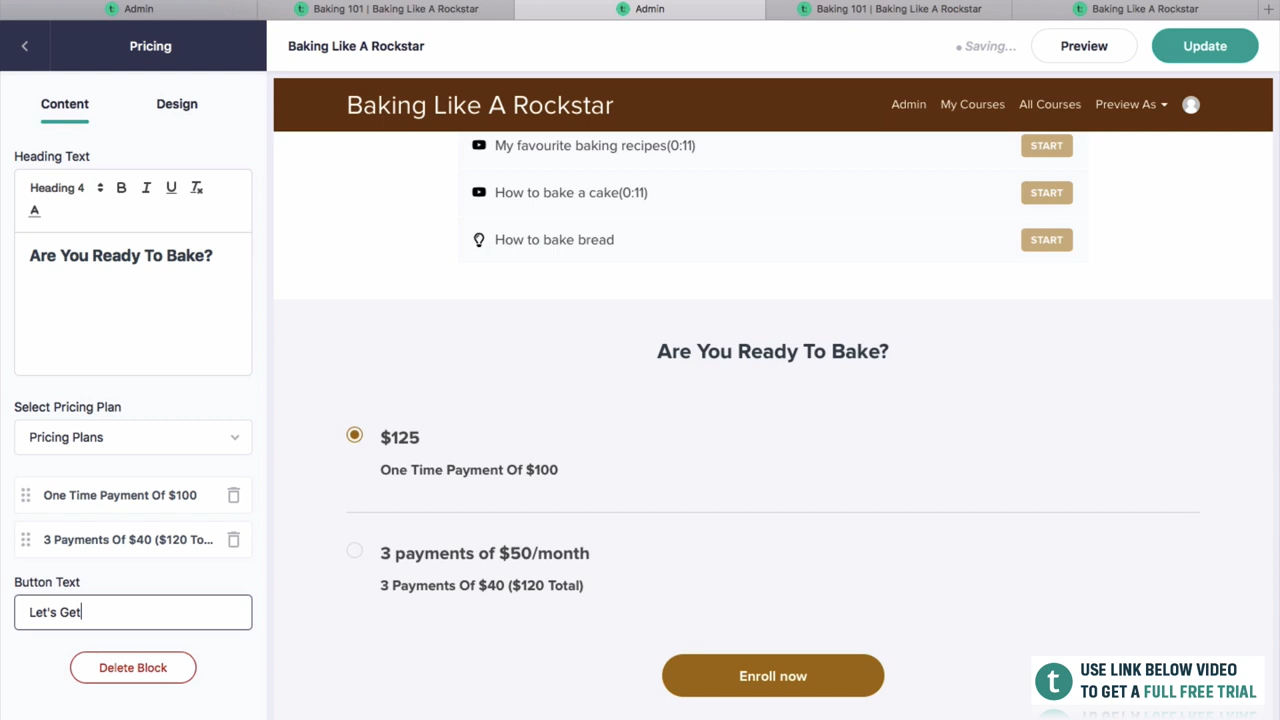 Admin
Baking 101 | Baking Like A Rockstar
Admin
Baking 101 | Baking Like A Rockstar
Baking Like A Rockstar
Pricing
Baking Like A Rockstar
Saving...
Preview
Update
Content
Design
Heading Text
Heading 4
B I U Tx
A
Are You Ready To Bake?
Select Pricing Plan
Pricing Plans
One Time Payment Of $100
3 Payments Of $40 ($120 To...
Button Text
Let's Get
Delete Block
Baking Like A Rockstar
Admin
My Courses
All Courses
Preview As
My favourite baking recipes(0:11)
START
How to bake a cake(0:11)
START
How to bake bread
START
Are You Ready To Bake?
$125
One Time Payment Of $100
3 payments of $50/month
3 Payments Of $40 ($120 Total)
Enroll now
t
USE LINK BELOW VIDEO
TO GET A FULL FREE TRIAL